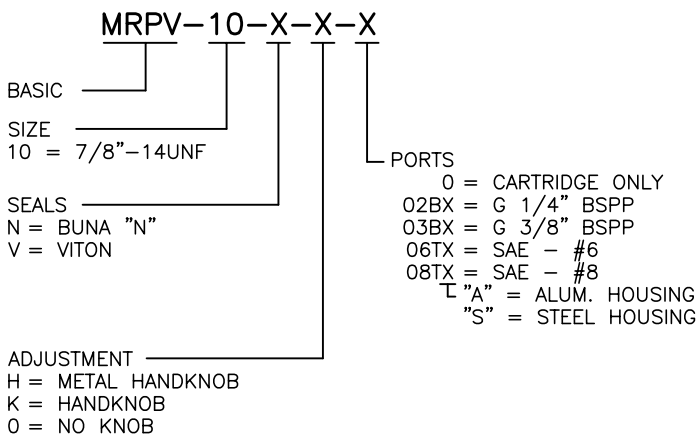 MRPV-10-X-X-X
BASIC
SIZE
10 = 7/8"-14UNF
SEALS
N = BUNA "N"
V = VITON
ADJUSTMENT
H = METAL HANDKNOB
K = HANDKNOB
0 = NO KNOB
PORTS
0 = CARTRIDGE ONLY
02BX = G 1/4" BSPP
03BX = G 3/8" BSPP
06TX = SAE - #6
08TX = SAE - #8
"A" = ALUM. HOUSING
"S" = STEEL HOUSING